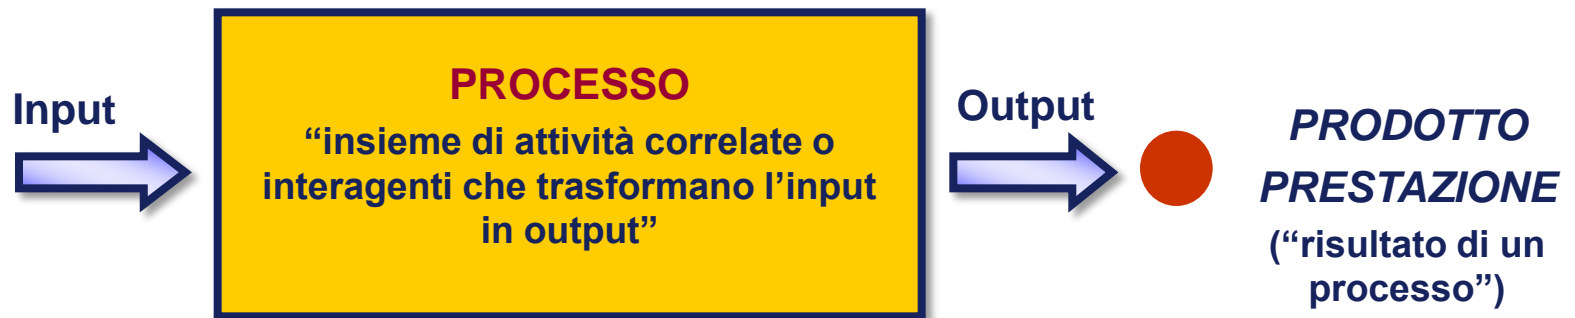 Input
PROCESSO
“insieme di attività correlate o
interagenti che trasformano l’input
in output”
Output
PRODOTTO
PRESTAZIONE
(“risultato di un
processo”)